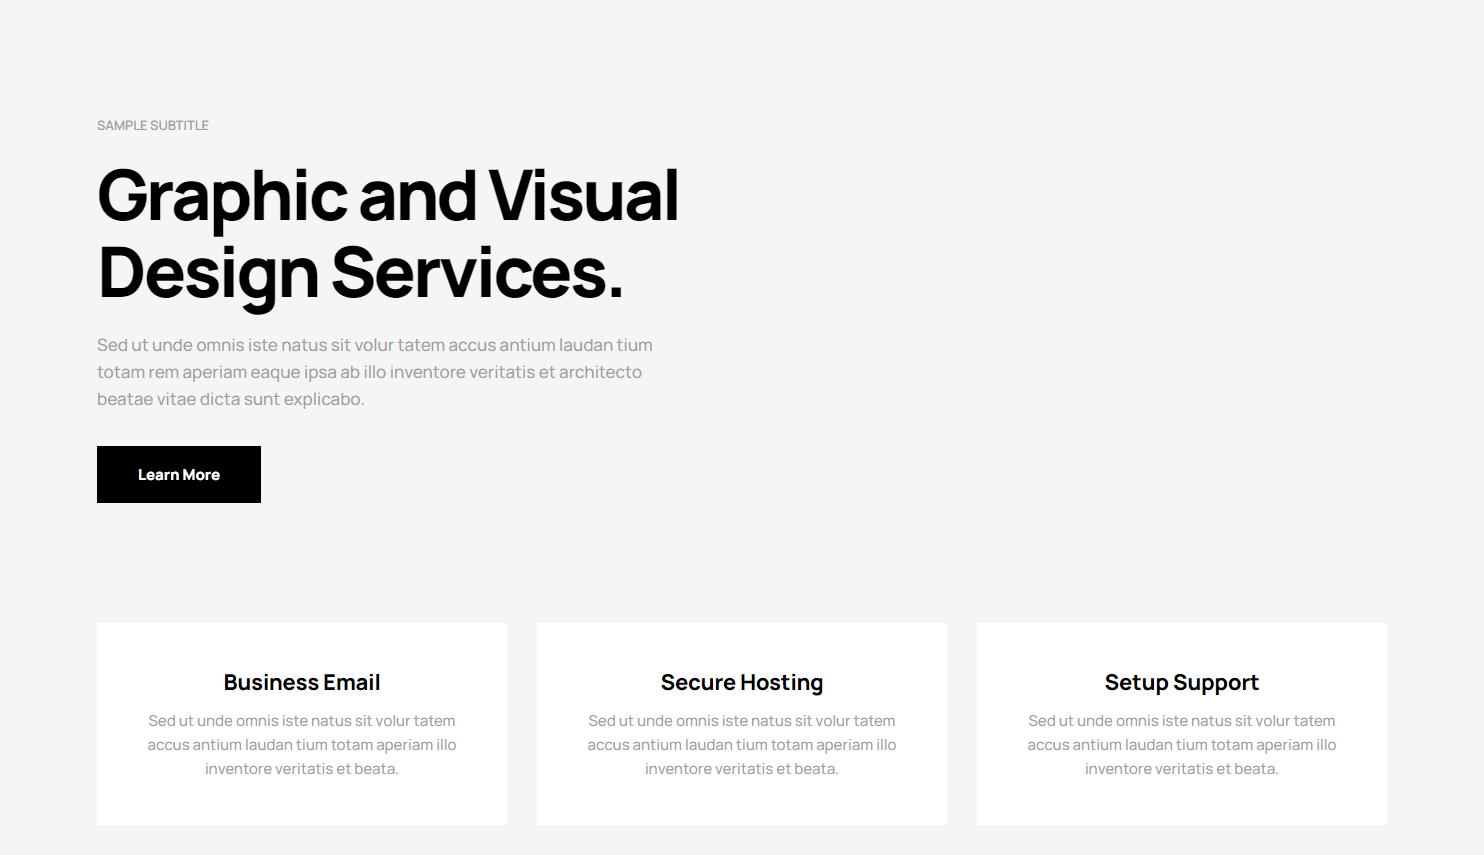 SAMPLE SUBTITLE
Graphic and Visual
Design Services.
Sed ut unde omnis iste natus sit volur tatem accus antium laudan tium
totam rem aperiam eaque ipsa ab illo inventore veritatis et architecto
beatae vitae dicta sunt explicabo.
Learn More
Business Email
Sed ut unde omnis iste natus sit volur tatem
accus antium laudan tium totam aperiam illo
inventore veritatis et beata.
Secure Hosting
Sed ut unde omnis iste natus sit volur tatem
accus antium laudan tium totam aperiam illo
inventore veritatis et beata.
Setup Support
Sed ut unde omnis iste natus sit volur tatem
accus antium laudan tium totam aperiam illo
inventore veritatis et beata.